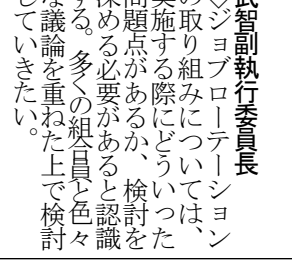 武智副執行委員長
◇ジョブローテーション
の取り組みについては、
実施する際にどういった
問題点があるか、検討を
深める必要があると認識
する。多くの組合員と色々
な議論を重ねた上で検討
していきたい。